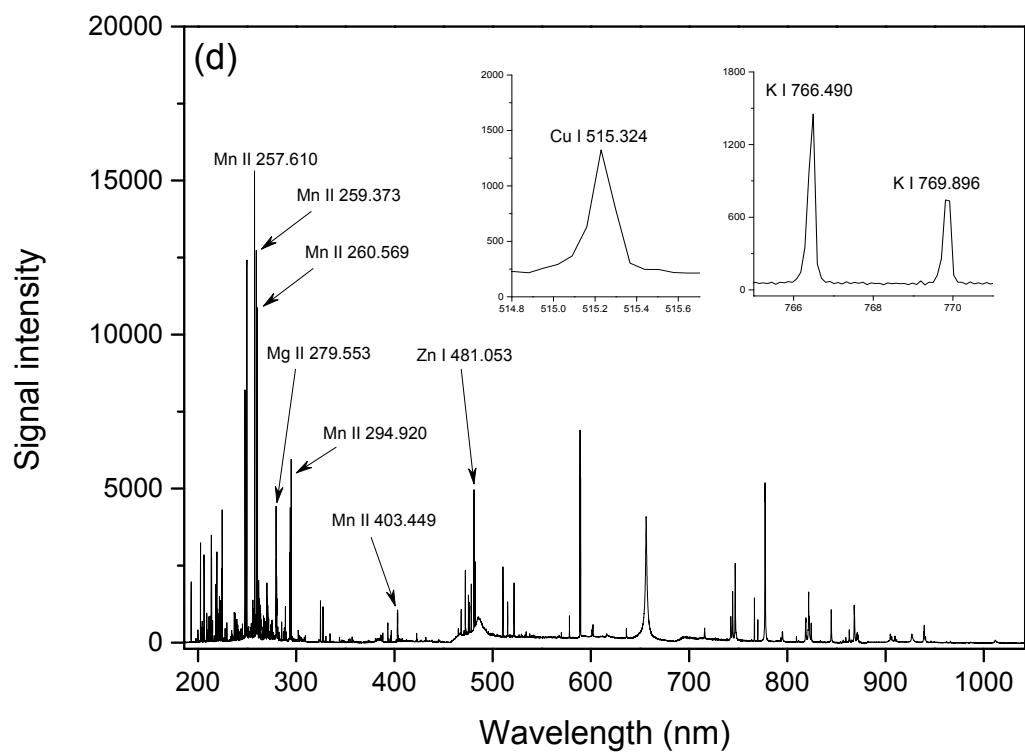 (d)
20000
15000
10000
5000
0
200 300 400 500 600 700 800 900 1000
Signal intensity
Wavelength (nm)
Mn II 257.610
Mn II 259.373
Mn II 260.569
Mg II 279.553
Mn II 294.920
Mn II 403.449
Zn I 481.053
2000
1500
1000
500
0
514.8 515.0 515.2 515.4 515.6
Cu I 515.324
1800
1200
600
0
766 768 770
K I 766.490
K I 769.896